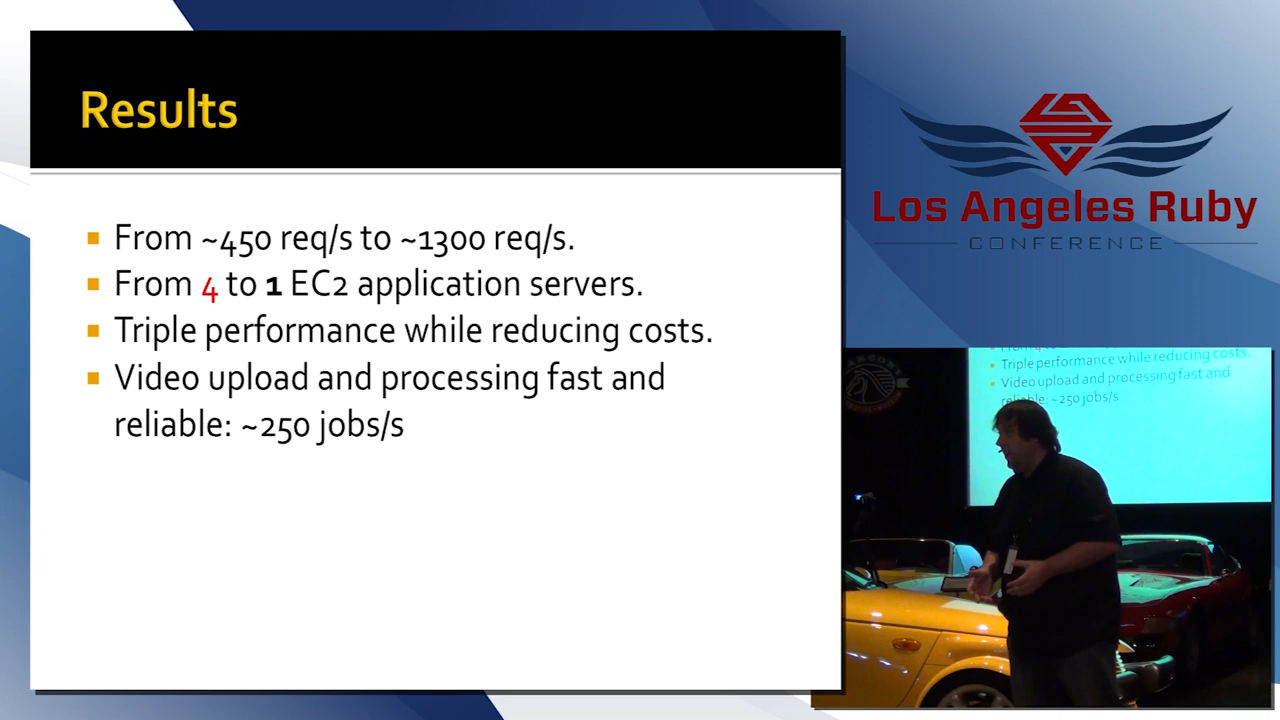 Results
From ~450 req/s to ~1300 req/s.
From 4 to 1 EC2 application servers.
Triple performance while reducing costs.
Video upload and processing fast and
reliable: ~250 jobs/s
Los Angeles Ruby
CONFERENCE
Triple performance while reducing costs.
Video upload and processing fast and
reliable: ~250 jobs/s